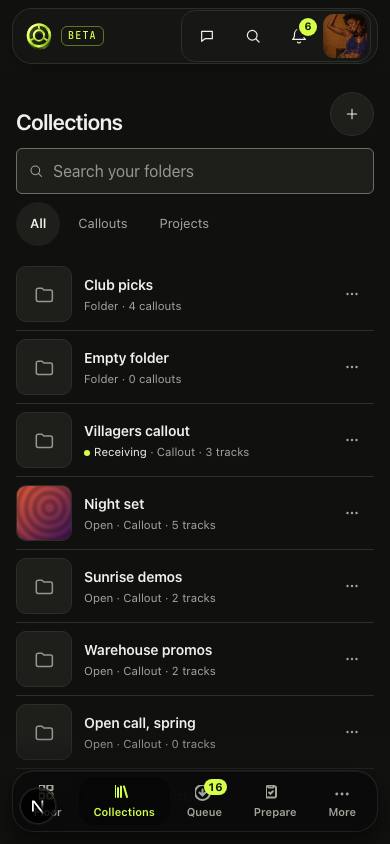 BETA
6
Collections
Search your folders
All
Callouts
Projects
Club picks
Folder · 4 callouts
Empty folder
Folder · 0 callouts
Villagers callout
Receiving · Callout · 3 tracks
Night set
Open · Callout · 5 tracks
Sunrise demos
Open · Callout · 2 tracks
Warehouse promos
Open · Callout · 2 tracks
Open call, spring
Open · Callout · 0 tracks
16
N
Collections
Queue
Prepare
More